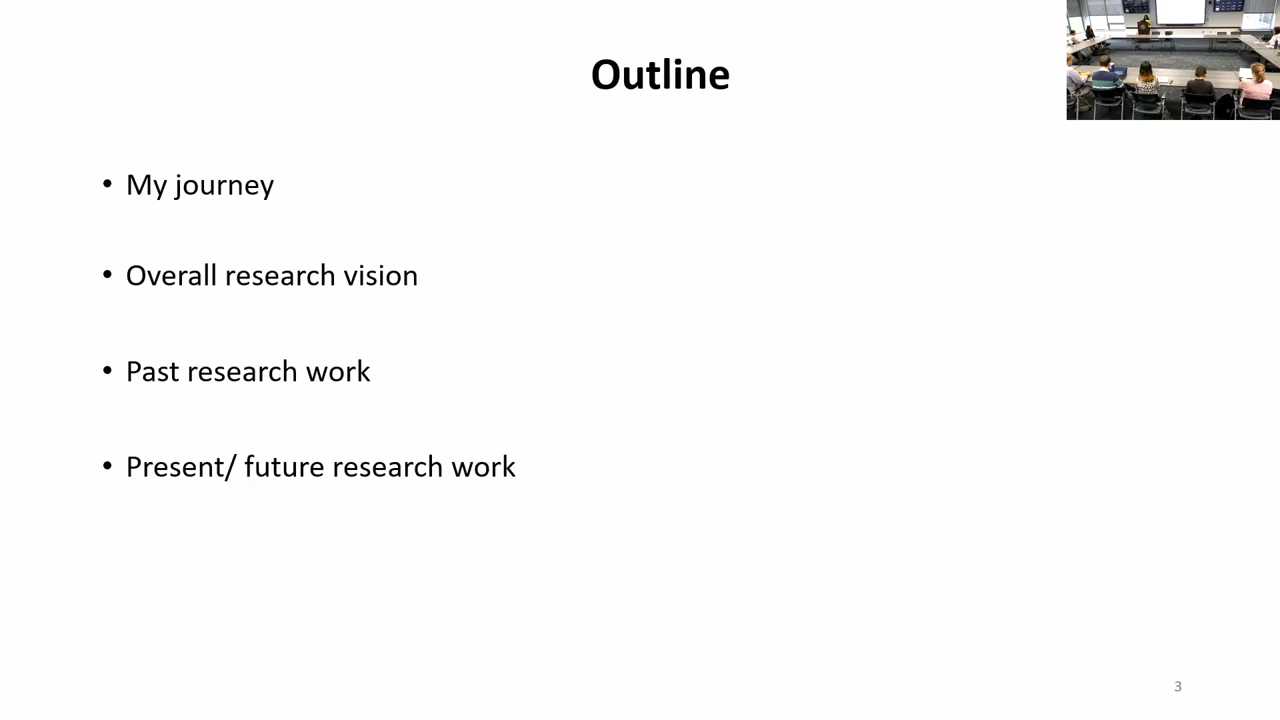 Outline
• My journey
• Overall research vision
• Past research work
• Present/ future research work
3